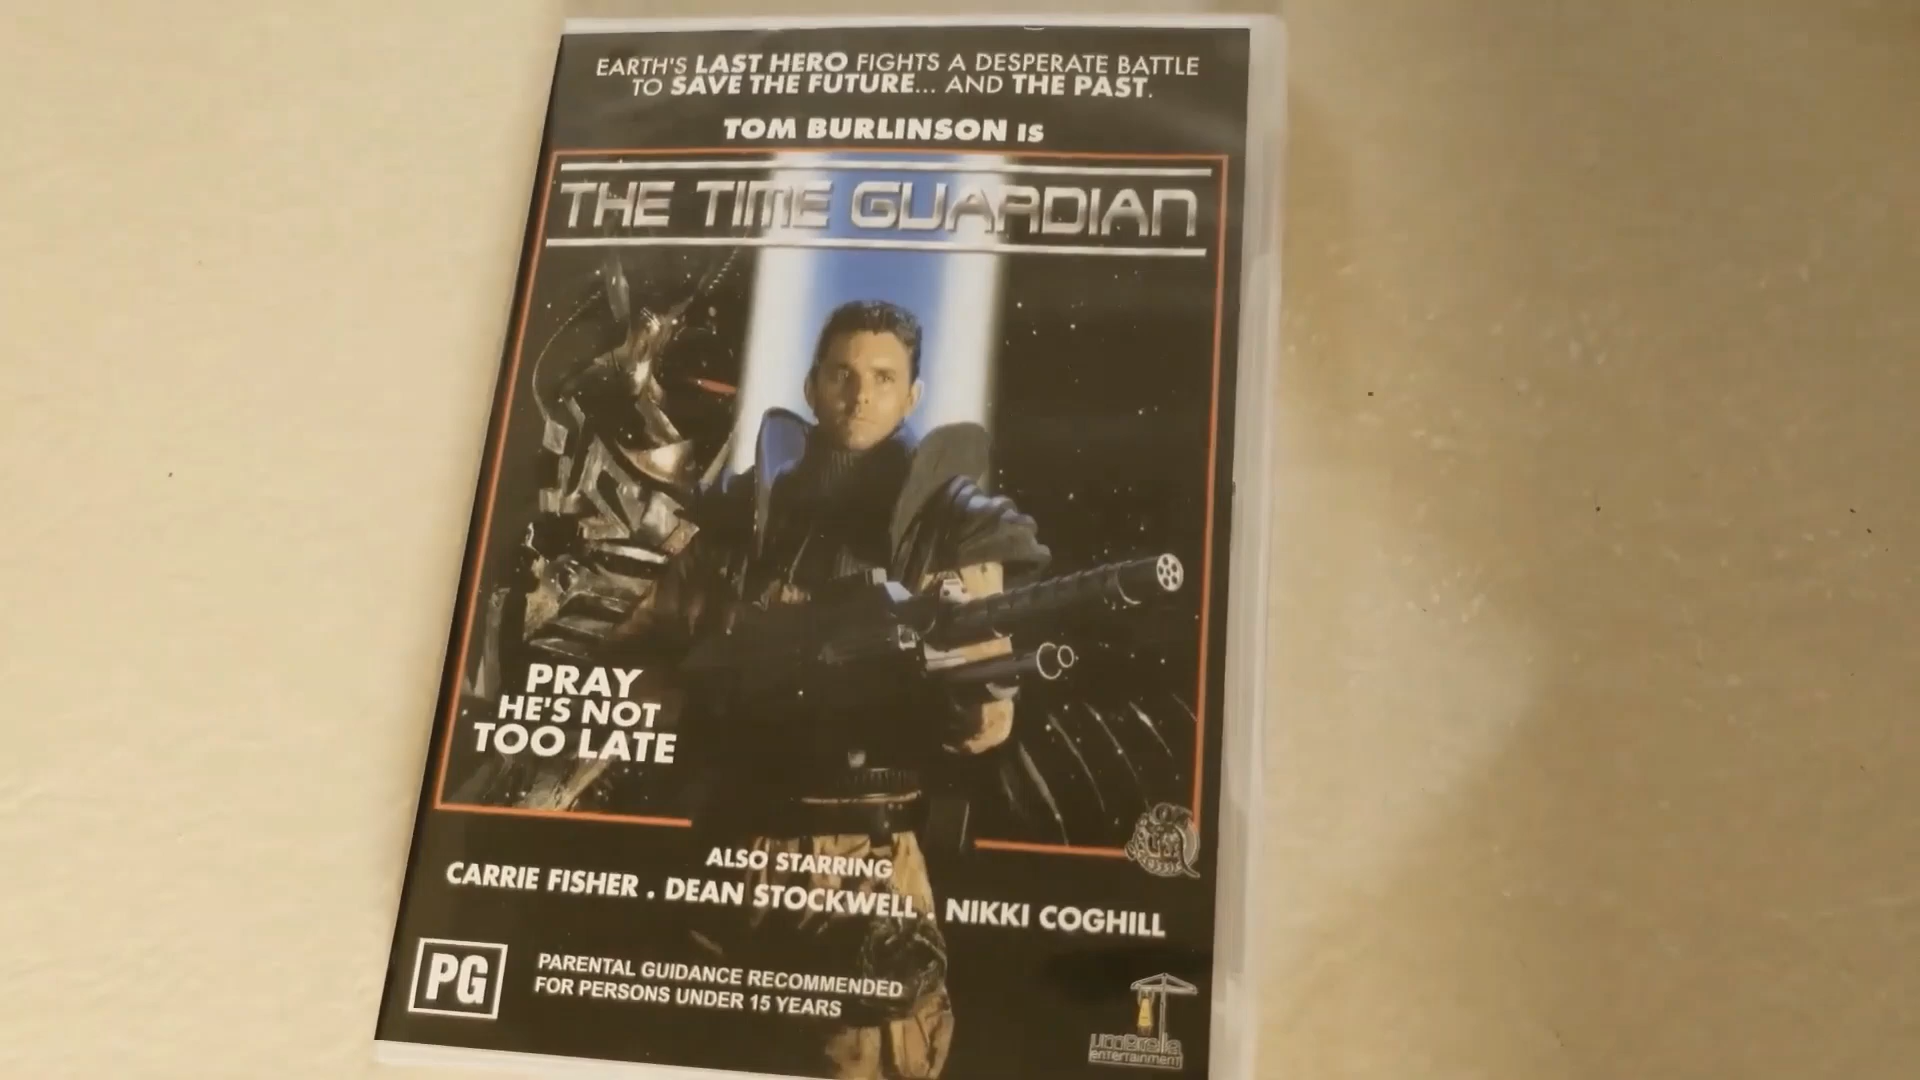 EARTH'S LAST HERO FIGHTS A DESPERATE BATTLE
TO SAVE THE FUTURE... AND THE PAST.
TOM BURLINSON IS
THE TIME GUARDIAN
PRAY
HE'S NOT
TOO LATE
ALSO STARRING
CARRIE FISHER . DEAN STOCKWELL . NIKKI COGHILL
PG
PARENTAL GUIDANCE RECOMMENDED
FOR PERSONS UNDER 15 YEARS
umbrella
entertainment